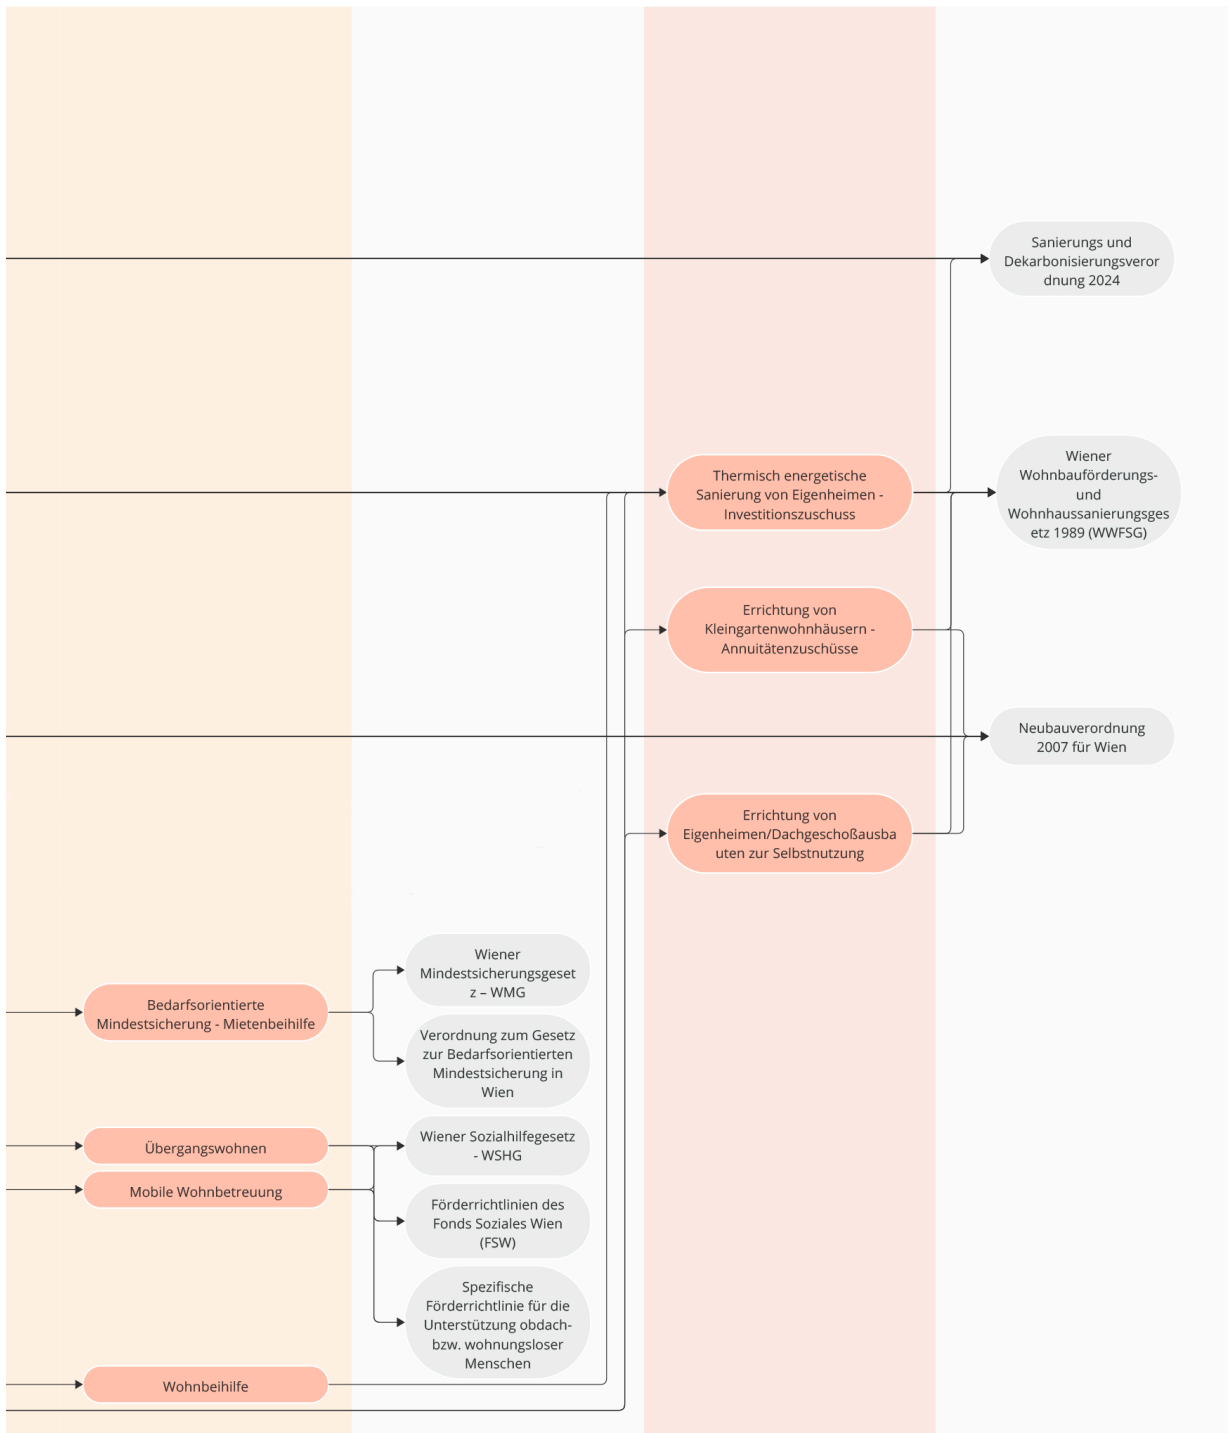 Sanierungs und
Dekarbonisierungsveror
dnung 2024
Wiener
Wohnbauförderungs-
und
Wohnhaussanierungsges
etz 1989 (WWFSG)
Thermisch energetische
Sanierung von Eigenheimen -
Investitionszuschuss
Errichtung von
Kleingartenwohnhäusern -
Annuitätenzuschüsse
Neubauverordnung
2007 für Wien
Errichtung von
Eigenheimen/Dachgeschoßausba
uten zur Selbstnutzung
Wiener
Mindestsicherungsgeset
z – WMG
Bedarfsorientierte
Mindestsicherung - Mietenbeihilfe
Verordnung zum Gesetz
zur Bedarfsorientierten
Mindestsicherung in
Wien
Wiener Sozialhilfegesetz
- WSHG
Übergangswohnen
Mobile Wohnbetreuung
Förderrichtlinien des
Fonds Soziales Wien
(FSW)
Spezifische
Förderrichtlinie für die
Unterstützung obdach-
bzw. wohnungsloser
Menschen
Wohnbeihilfe